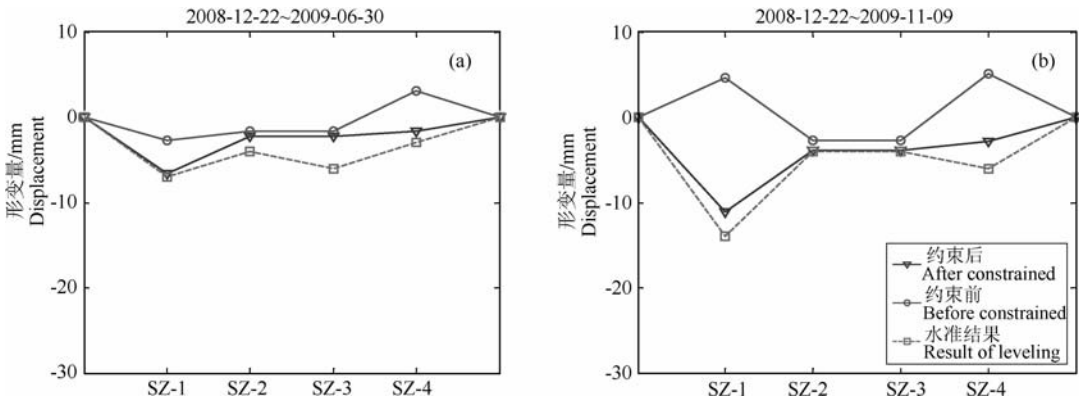 2008-12-22~2009-06-30
(a)
10
0
-10
-20
-30
形变量/mm
Displacement
SZ-1 SZ-2 SZ-3 SZ-4
2008-12-22~2009-11-09
(b)
10
0
-10
-20
-30
形变量/mm
Displacement
约束后
After constrained
约束前
Before constrained
水准结果
Result of leveling
SZ-1 SZ-2 SZ-3 SZ-4